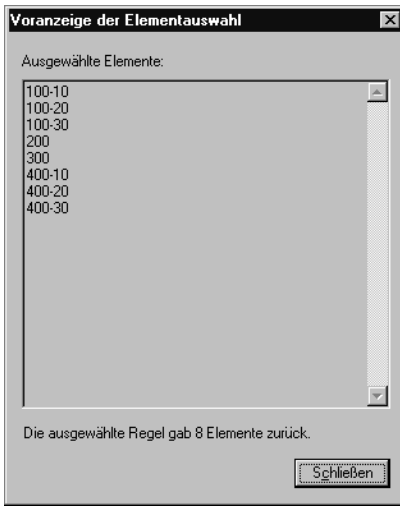 Voranzeige der Elementauswahl
Ausgewählte Elemente:
100-10
100-20
100-30
200
300
400-10
400-20
400-30
Die ausgewählte Regel gab 8 Elemente zurück.
Schließen